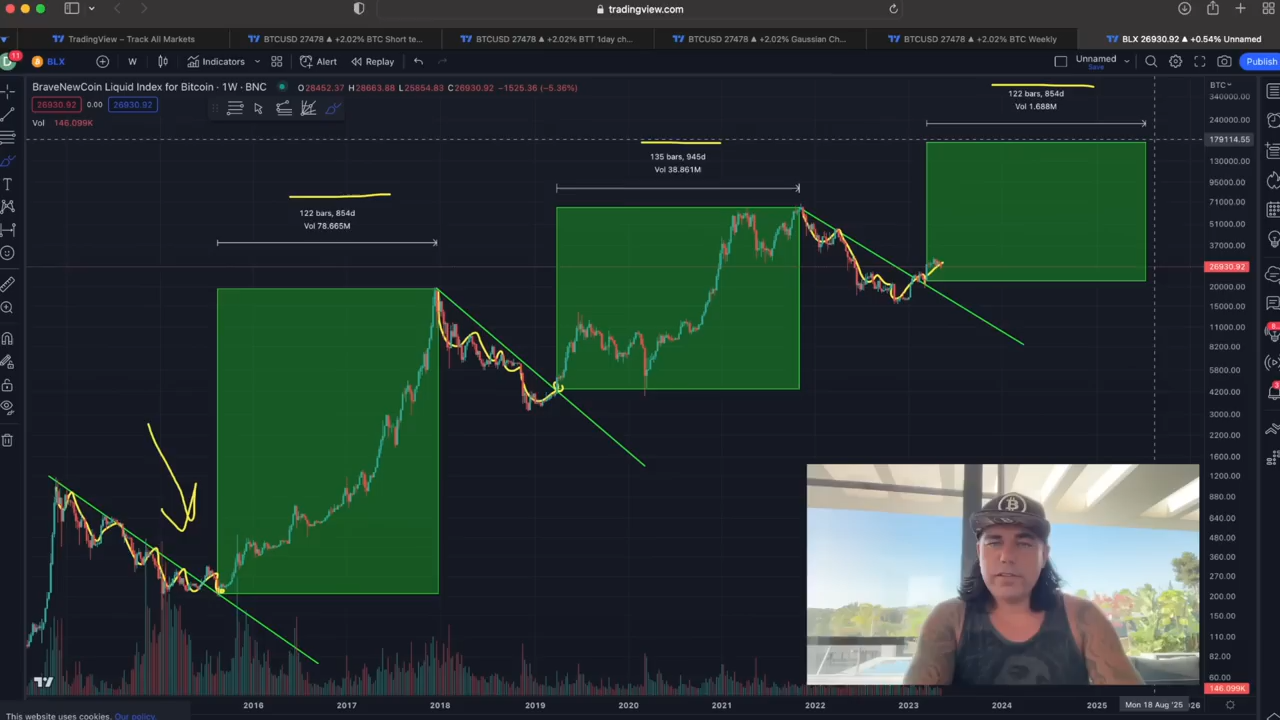 tradingview.com
TradingView – Track All Markets
BTCUSD 27478 ▲ +2.02% BTC Short te...
BTCUSD 27478 ▲ +2.02% BTT 1day ch...
BTCUSD 27478 ▲ +2.02% Gaussian Ch...
BTCUSD 27478 ▲ +2.02% BTC Weekly
BLX 26930.92 ▲ +0.54% Unnamed
11
BLX
W
Indicators
Alert
Replay
Unnamed
Save
Publish
BraveNewCoin Liquid Index for Bitcoin · 1W · BNC
O28452.37 H28663.88 L25854.83 C26930.92 −1525.36 (−5.36%)
26930.92
0.00
26930.92
Vol 146.099K
BTC
122 bars, 854d
Vol 1.688M
135 bars, 945d
Vol 38.861M
122 bars, 854d
Vol 78.665M
340000.00
240000.00
179114.55
130000.00
95000.00
71000.00
51000.00
37000.00
26930.92
20000.00
15000.00
11000.00
8200.00
5800.00
4200.00
3000.00
2200.00
1600.00
1200.00
880.00
640.00
480.00
360.00
270.00
200.00
150.00
110.00
82.00
60.00
146.099K
2016
2017
2018
2019
2020
2021
2022
2023
2024
2025
Mon 18 Aug '25
26
This website uses cookies. Our policy.